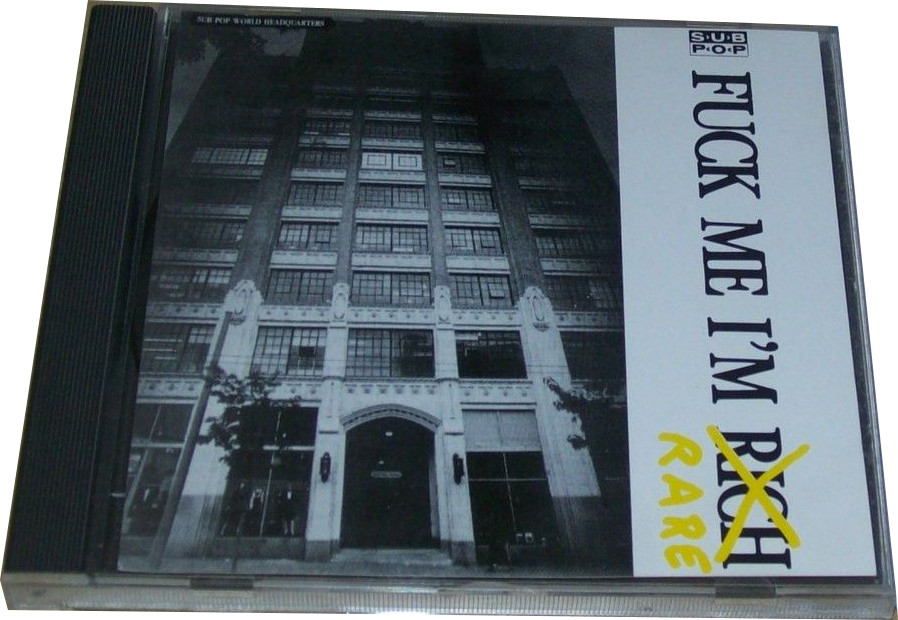 SUB POP WORLD HEADQUARTERS
SUB
POP
FUCK ME I'M RICH
RARE